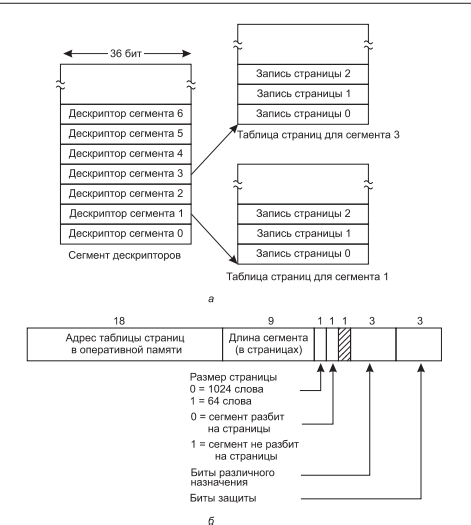 36 бит
Дескриптор сегмента 6
Дескриптор сегмента 5
Дескриптор сегмента 4
Дескриптор сегмента 3
Дескриптор сегмента 2
Дескриптор сегмента 1
Дескриптор сегмента 0
Сегмент дескрипторов
Запись страницы 2
Запись страницы 1
Запись страницы 0
Таблица страниц для сегмента 3
Запись страницы 2
Запись страницы 1
Запись страницы 0
Таблица страниц для сегмента 1
а
18 9 1 1 1 3 3
Адрес таблицы страниц
в оперативной памяти
Длина сегмента
(в страницах)
Размер страницы
0 = 1024 слова
1 = 64 слова
0 = сегмент разбит
на страницы
1 = сегмент не разбит
на страницы
Биты различного
назначения
Биты защиты
б